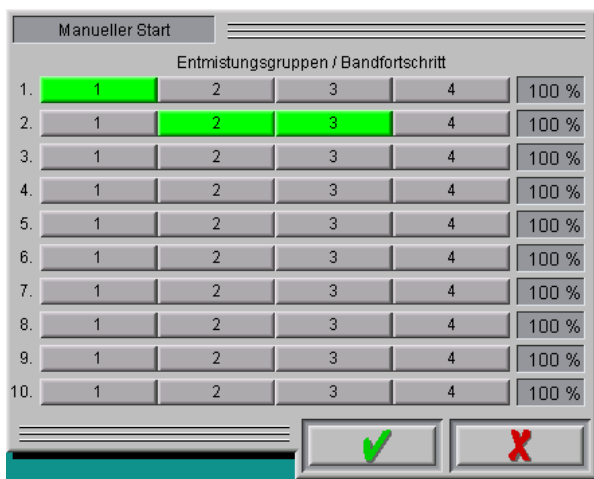 Manueller Start
Entmistungsgruppen / Bandfortschritt
1. 1 2 3 4 100 %
2. 1 2 3 4 100 %
3. 1 2 3 4 100 %
4. 1 2 3 4 100 %
5. 1 2 3 4 100 %
6. 1 2 3 4 100 %
7. 1 2 3 4 100 %
8. 1 2 3 4 100 %
9. 1 2 3 4 100 %
10. 1 2 3 4 100 %